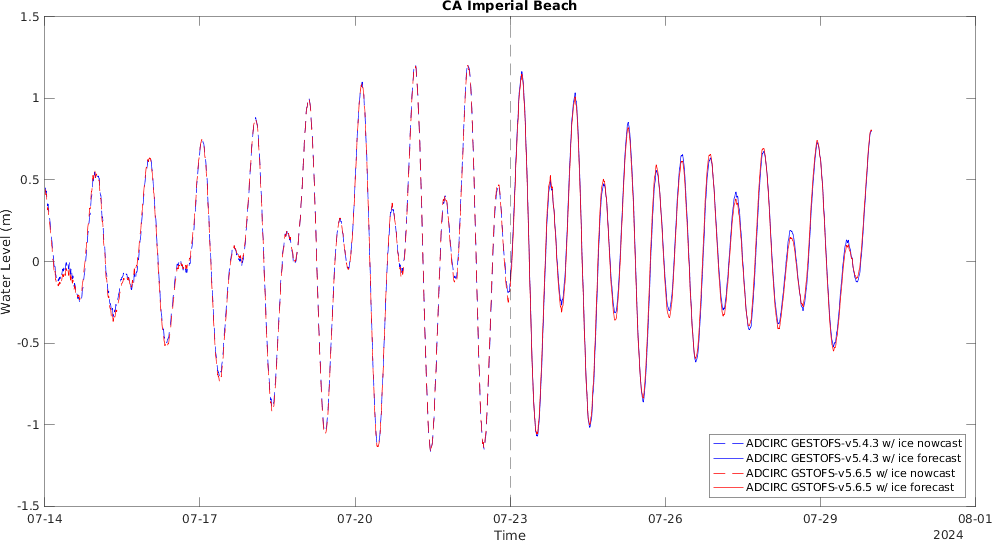 CA Imperial Beach
1.5
1
0.5
0
-0.5
-1
-1.5
Water Level (m)
07-14 07-17 07-20 07-23 07-26 07-29 08-01
Time
2024
ADCIRC GESTOFS-v5.4.3 w/ ice nowcast
ADCIRC GESTOFS-v5.4.3 w/ ice forecast
ADCIRC GSTOFS-v5.6.5 w/ ice nowcast
ADCIRC GSTOFS-v5.6.5 w/ ice forecast